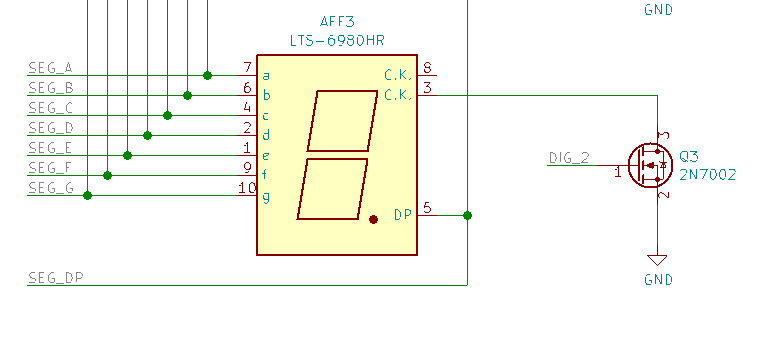 GND
AFF3
LTS-6980HR
SEG_A 7 a C.K. 8
SEG_B 6 b C.K. 3
SEG_C 4 c
SEG_D 2 d
SEG_E 1 e
SEG_F 9 f
SEG_G 10 g
DP 5
SEG_DP
DIG_2 1
3
Q3
2N7002
2
GND